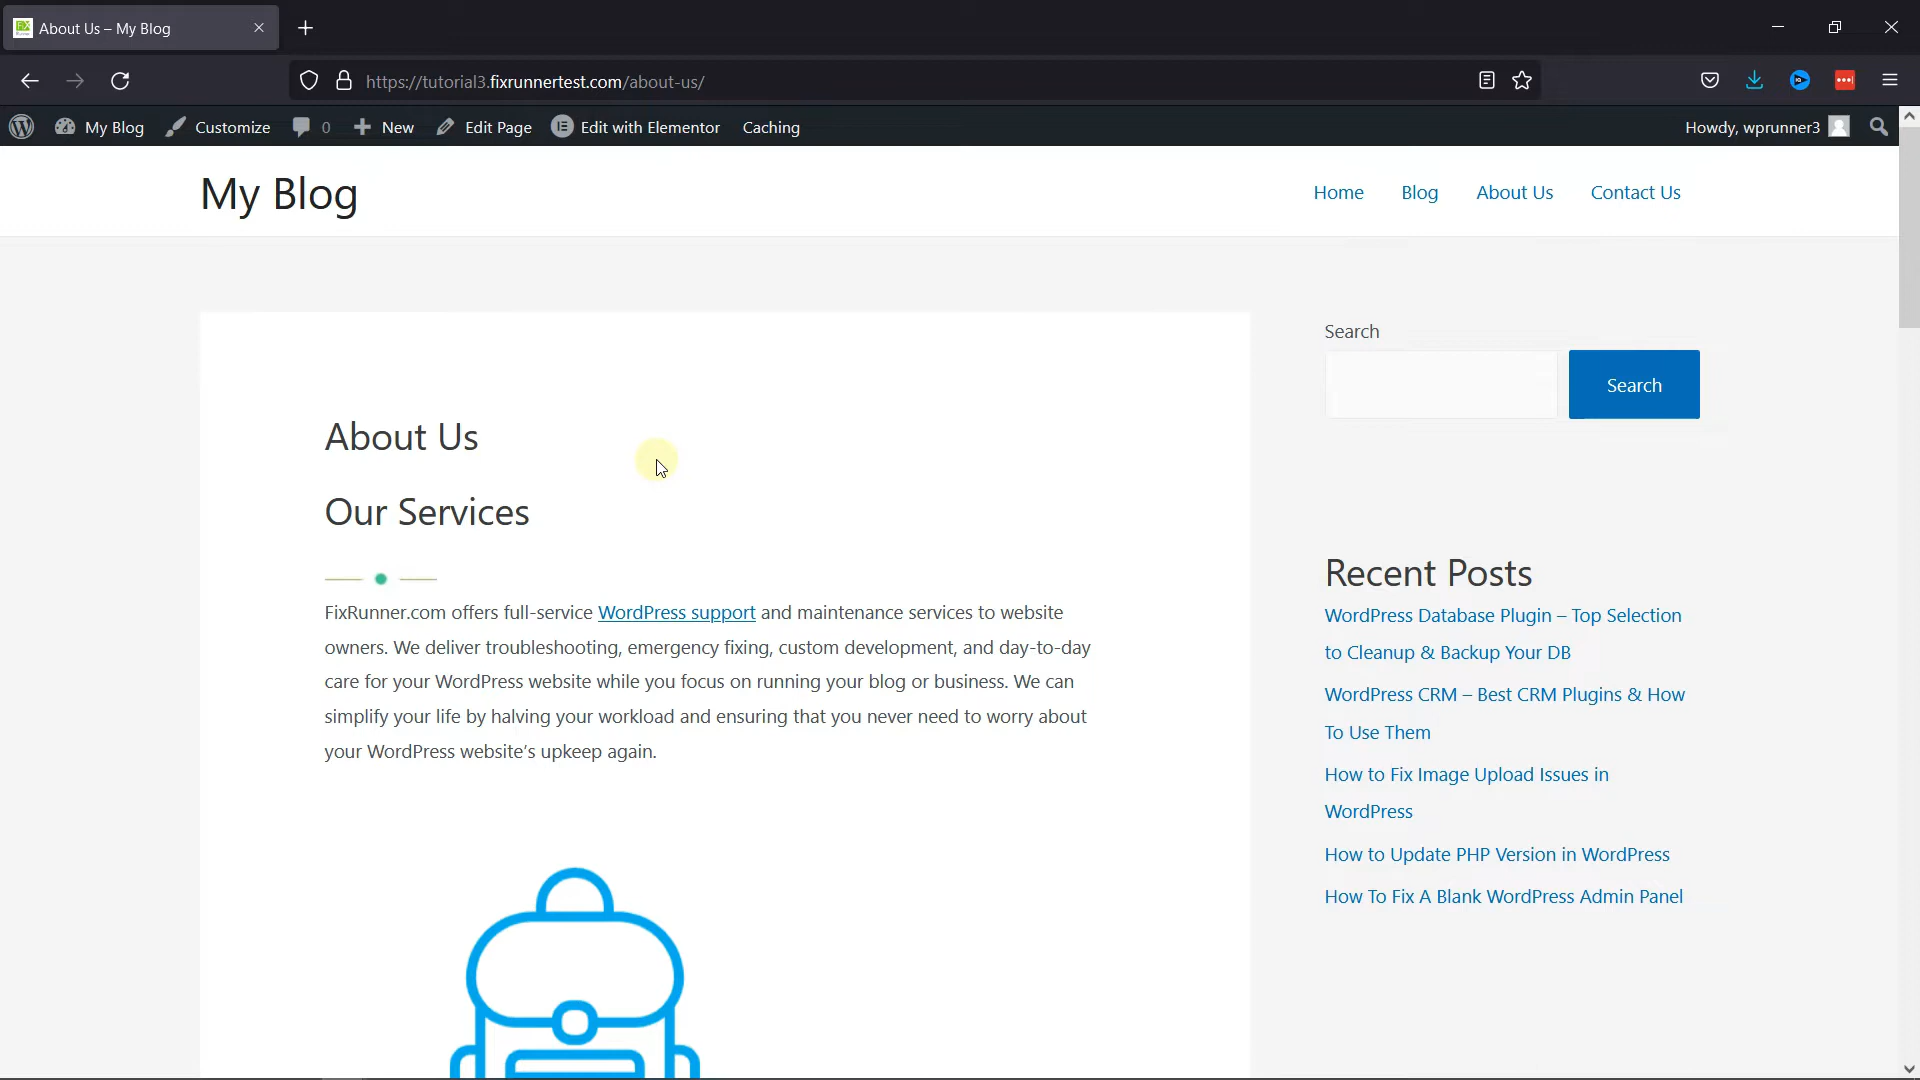 About Us – My Blog
https://tutorial3.fixrunnertest.com/about-us/
My Blog
Customize
0
New
Edit Page
Edit with Elementor
Caching
Howdy, wprunner3
My Blog
Home
Blog
About Us
Contact Us
About Us
Our Services
FixRunner.com offers full-service WordPress support and maintenance services to website
owners. We deliver troubleshooting, emergency fixing, custom development, and day-to-day
care for your WordPress website while you focus on running your blog or business. We can
simplify your life by halving your workload and ensuring that you never need to worry about
your WordPress website’s upkeep again.
Search
Search
Recent Posts
WordPress Database Plugin – Top Selection
to Cleanup & Backup Your DB
WordPress CRM – Best CRM Plugins & How
To Use Them
How to Fix Image Upload Issues in
WordPress
How to Update PHP Version in WordPress
How To Fix A Blank WordPress Admin Panel